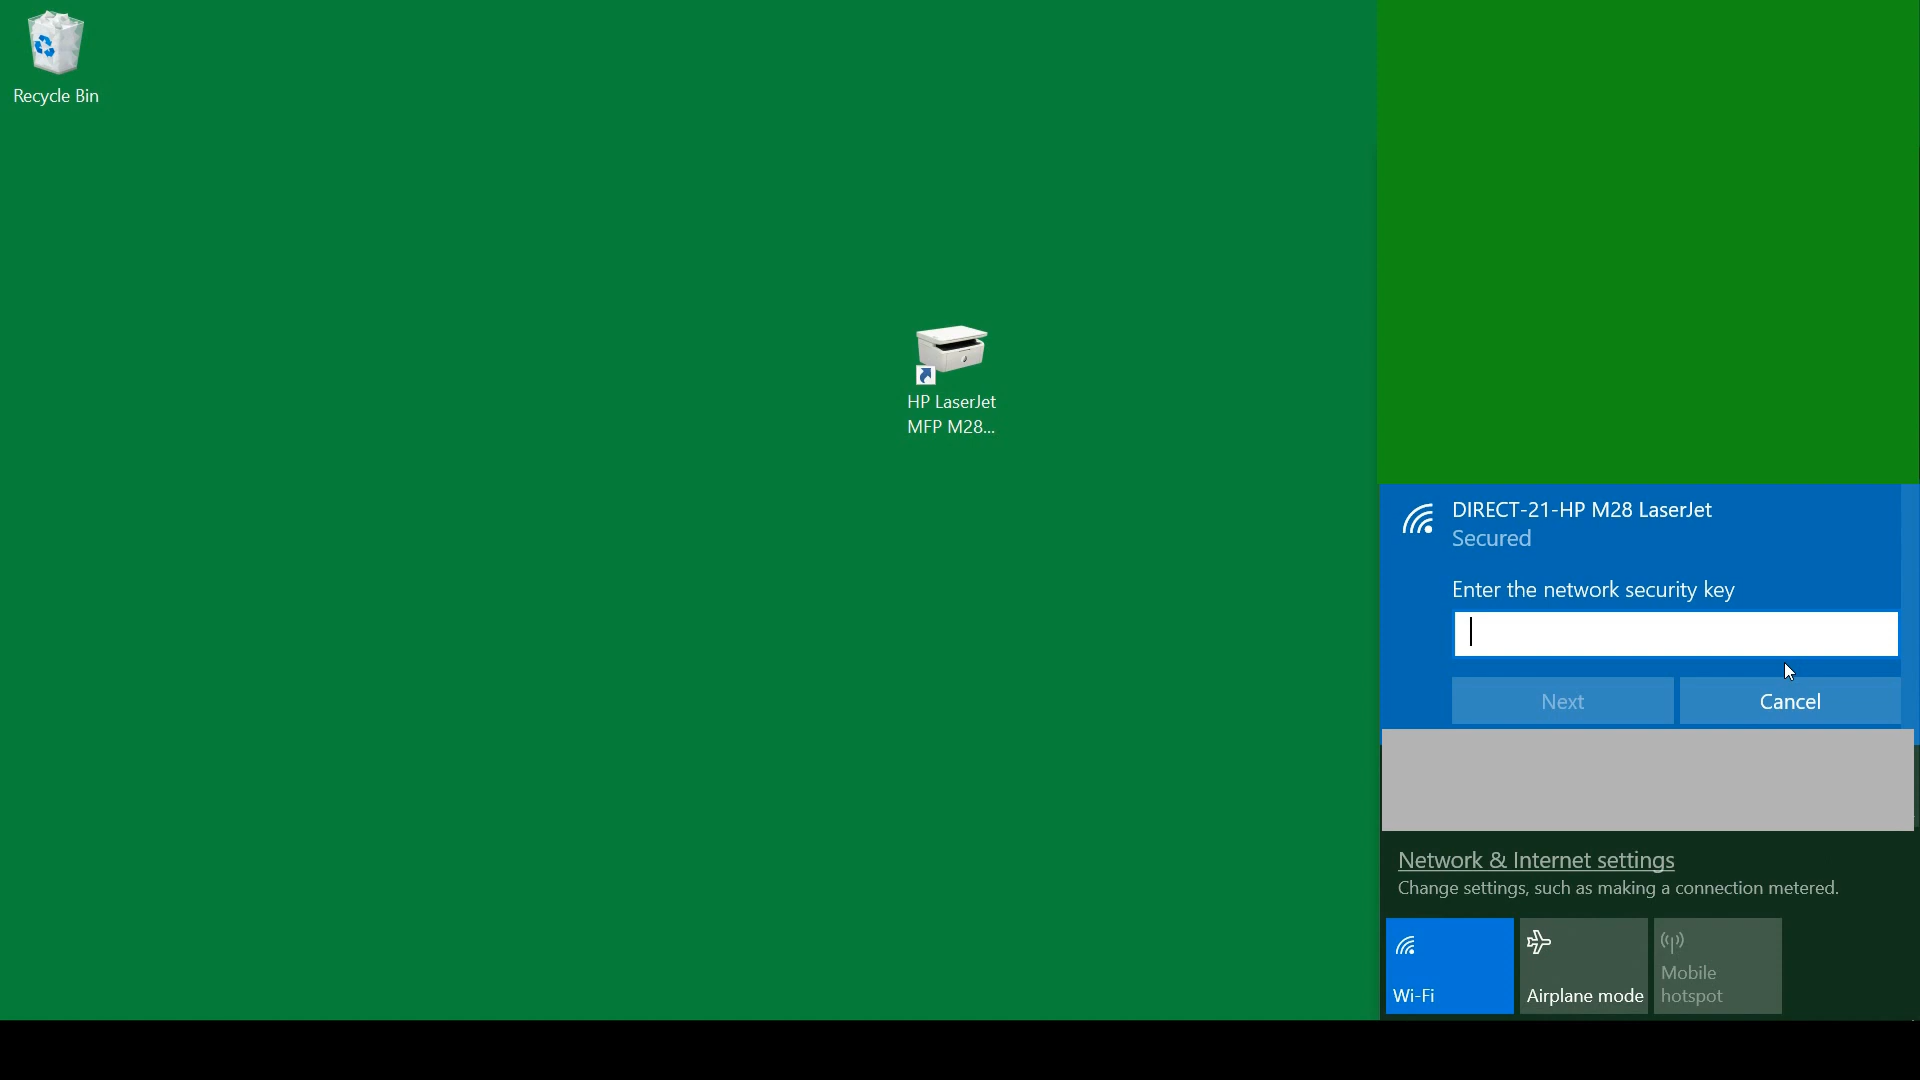 Recycle Bin
HP LaserJet
MFP M28...
DIRECT-21-HP M28 LaserJet
Secured
Enter the network security key
Next
Cancel
Network & Internet settings
Change settings, such as making a connection metered.
Wi-Fi
Airplane mode
Mobile
hotspot